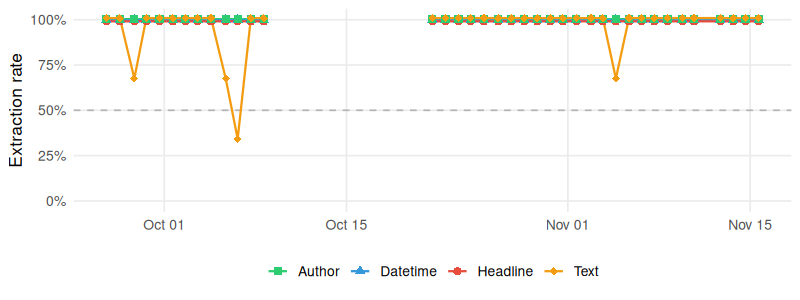 100%
75%
50%
25%
0%
Extraction rate
Oct 01 Oct 15 Nov 01 Nov 15
Author Datetime Headline Text